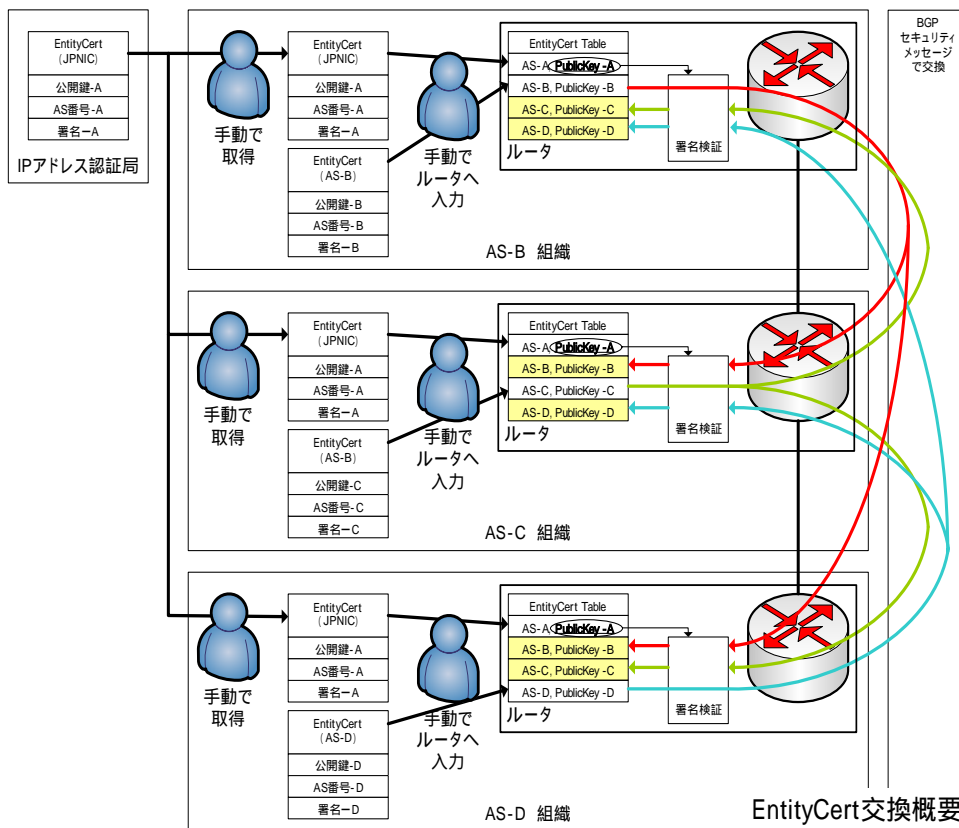 EntityCert
(JPNIC)
公開鍵-A
AS番号-A
署名ーA
IPアドレス認証局
手動で
取得
EntityCert
(JPNIC)
公開鍵-A
AS番号-A
署名ーA
EntityCert
(AS-B)
公開鍵-B
AS番号-B
署名ーB
手動で
ルータへ
入力
EntityCert Table
AS-A, PublicKey-A
AS-B, PublicKey-B
AS-C, PublicKey-C
AS-D, PublicKey-D
ルータ
署名検証
AS-B 組織
BGP
セキュリティ
メッセージ
で交換
手動で
取得
EntityCert
(JPNIC)
公開鍵-A
AS番号-A
署名ーA
EntityCert
(AS-B)
公開鍵-C
AS番号-C
署名ーC
手動で
ルータへ
入力
EntityCert Table
AS-A, PublicKey-A
AS-B, PublicKey-B
AS-C, PublicKey-C
AS-D, PublicKey-D
ルータ
署名検証
AS-C 組織
手動で
取得
EntityCert
(JPNIC)
公開鍵-A
AS番号-A
署名ーA
EntityCert
(AS-D)
公開鍵-D
AS番号-D
署名ーD
手動で
ルータへ
入力
EntityCert Table
AS-A, PublicKey-A
AS-B, PublicKey-B
AS-C, PublicKey-C
AS-D, PublicKey-D
ルータ
署名検証
AS-D 組織
EntityCert交換概要